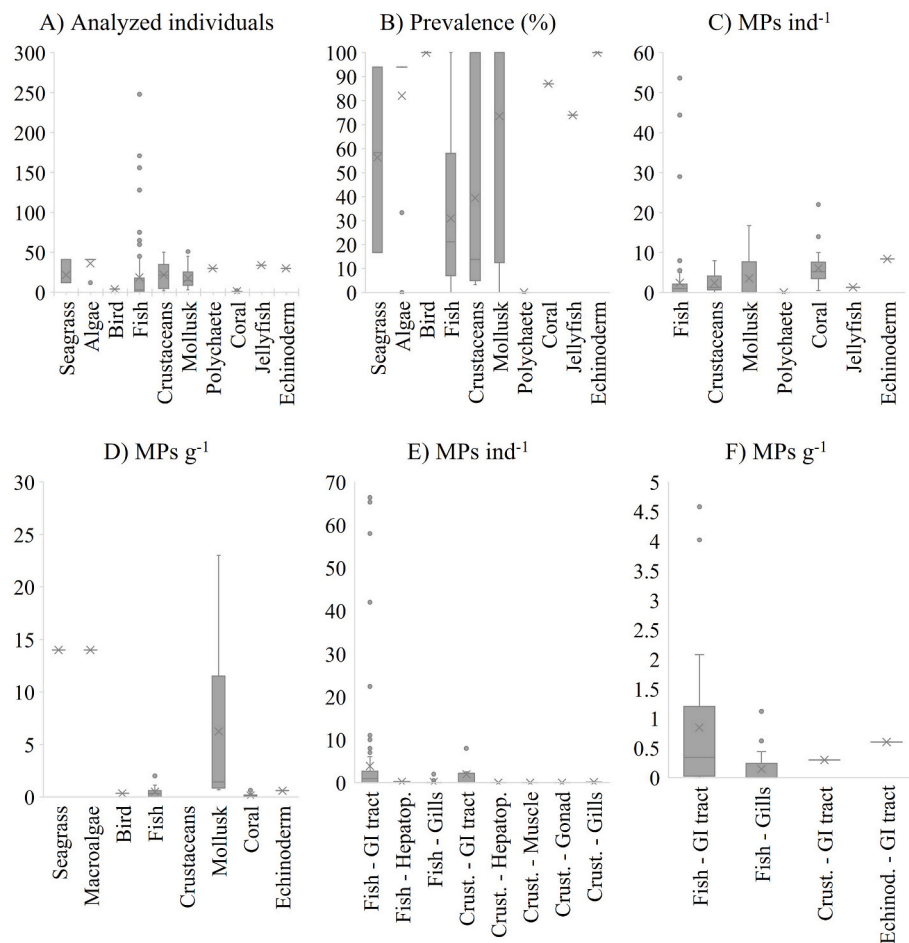 A) Analyzed individuals
300
250
200
150
100
50
0
Seagrass
Algae
Bird
Fish
Crustaceans
Mollusk
Polychaete
Coral
Jellyfish
Echinoderm
B) Prevalence (%)
100
90
80
70
60
50
40
30
20
10
0
Seagrass
Algae
Bird
Fish
Crustaceans
Mollusk
Polychaete
Coral
Jellyfish
Echinoderm
C) MPs ind⁻¹
60
50
40
30
20
10
0
Fish
Crustaceans
Mollusk
Polychaete
Coral
Jellyfish
Echinoderm
D) MPs g⁻¹
30
25
20
15
10
5
0
Seagrass
Macroalgae
Bird
Fish
Crustaceans
Mollusk
Coral
Echinoderm
E) MPs ind⁻¹
70
60
50
40
30
20
10
0
Fish - GI tract
Fish - Hepatop.
Fish - Gills
Crust. - GI tract
Crust. - Hepatop.
Crust. - Muscle
Crust. - Gonad
Crust. - Gills
F) MPs g⁻¹
5
4.5
4
3.5
3
2.5
2
1.5
1
0.5
0
Fish - GI tract
Fish - Gills
Crust. - GI tract
Echinod. - GI tract